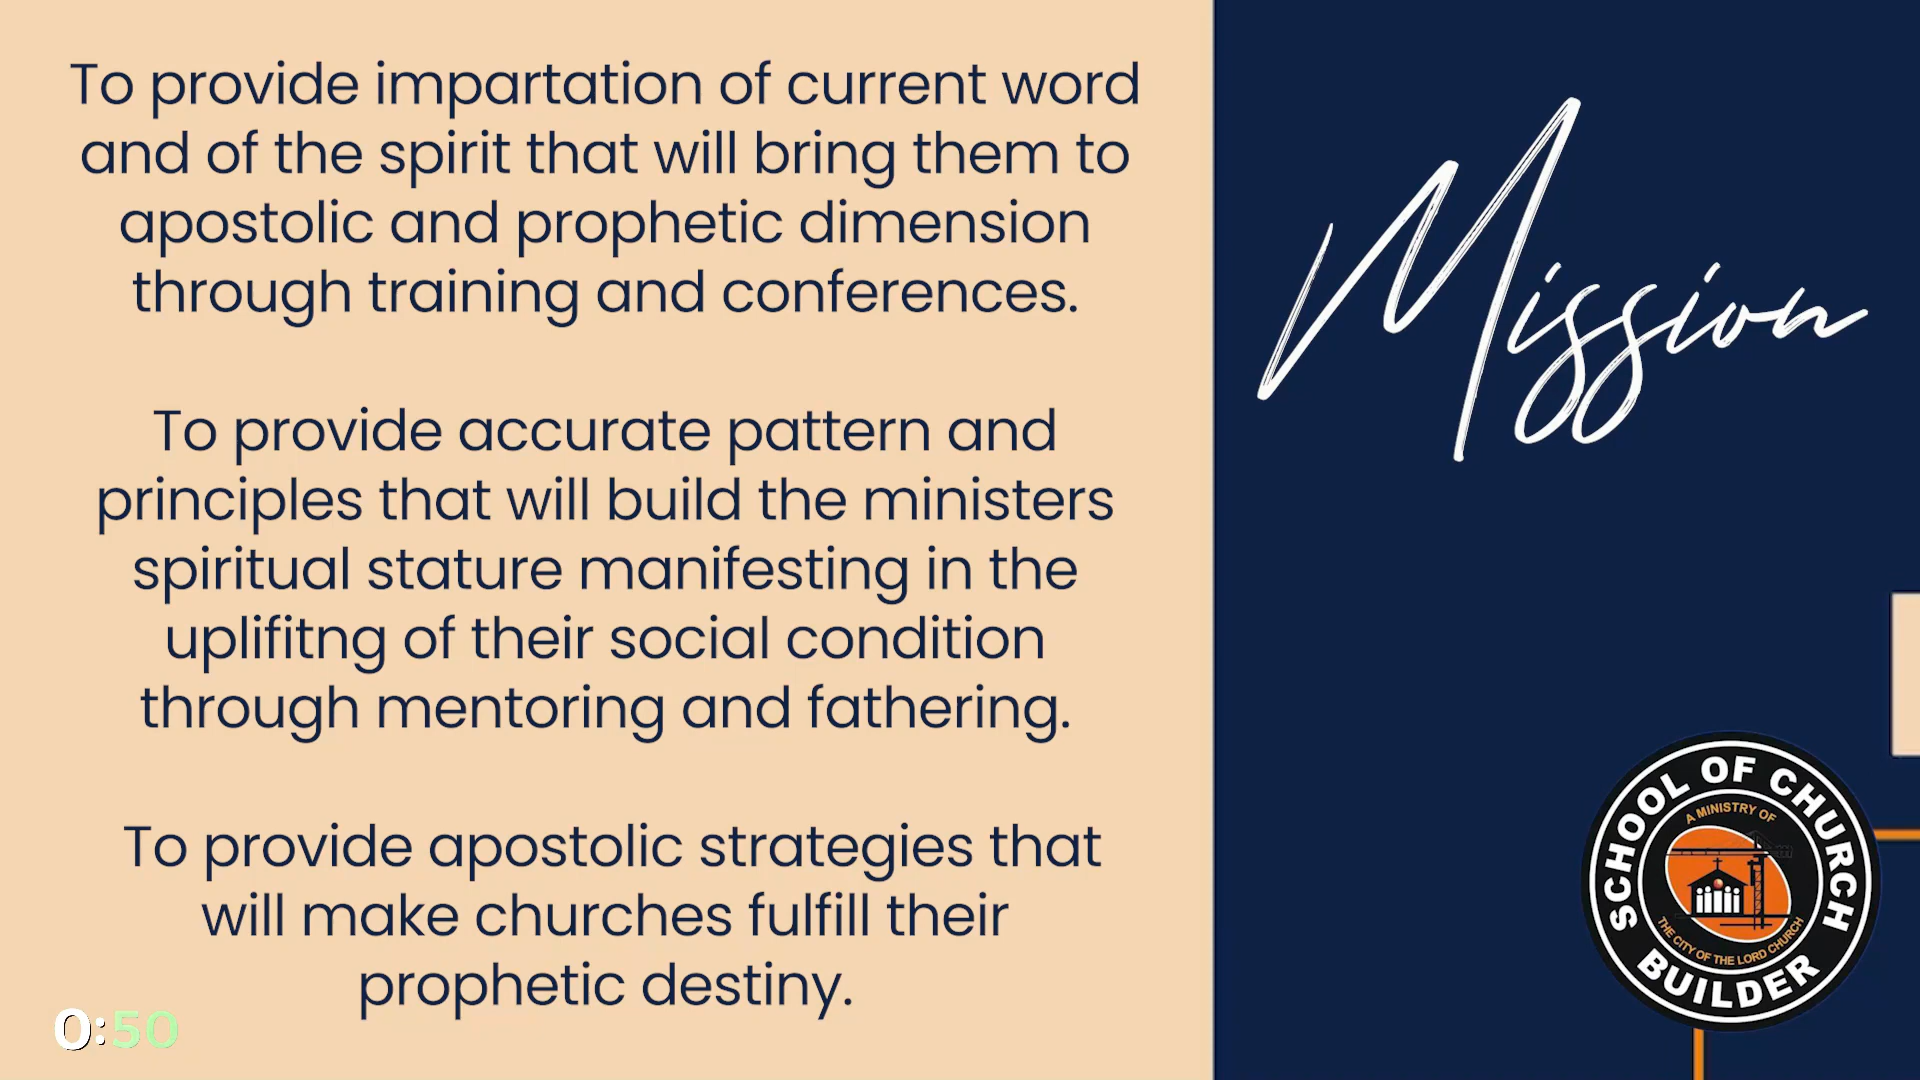 To provide impartation of current word
and of the spirit that will bring them to
apostolic and prophetic dimension
through training and conferences.
To provide accurate pattern and
principles that will build the ministers
spiritual stature manifesting in the
uplifitng of their social condition
through mentoring and fathering.
To provide apostolic strategies that
will make churches fulfill their
prophetic destiny.
0:50
Mission
SCHOOL OF CHURCH
BUILDER
A MINISTRY OF
THE CITY OF THE LORD CHURCH